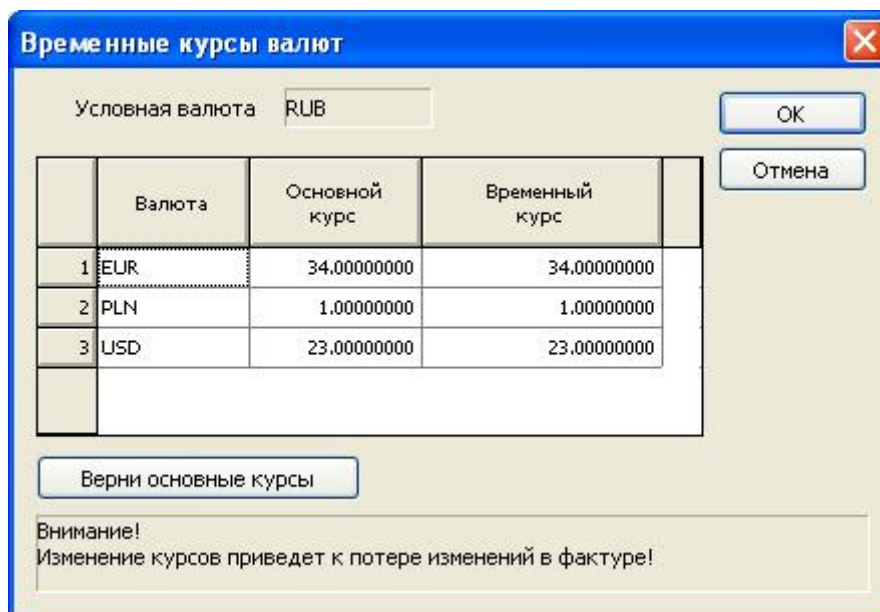 Временные курсы валют
Условная валюта RUB
OK
Отмена
Валюта Основной курс Временный курс
1 EUR 34.00000000 34.00000000
2 PLN 1.00000000 1.00000000
3 USD 23.00000000 23.00000000
Верни основные курсы
Внимание!
Изменение курсов приведет к потере изменений в фактуре!